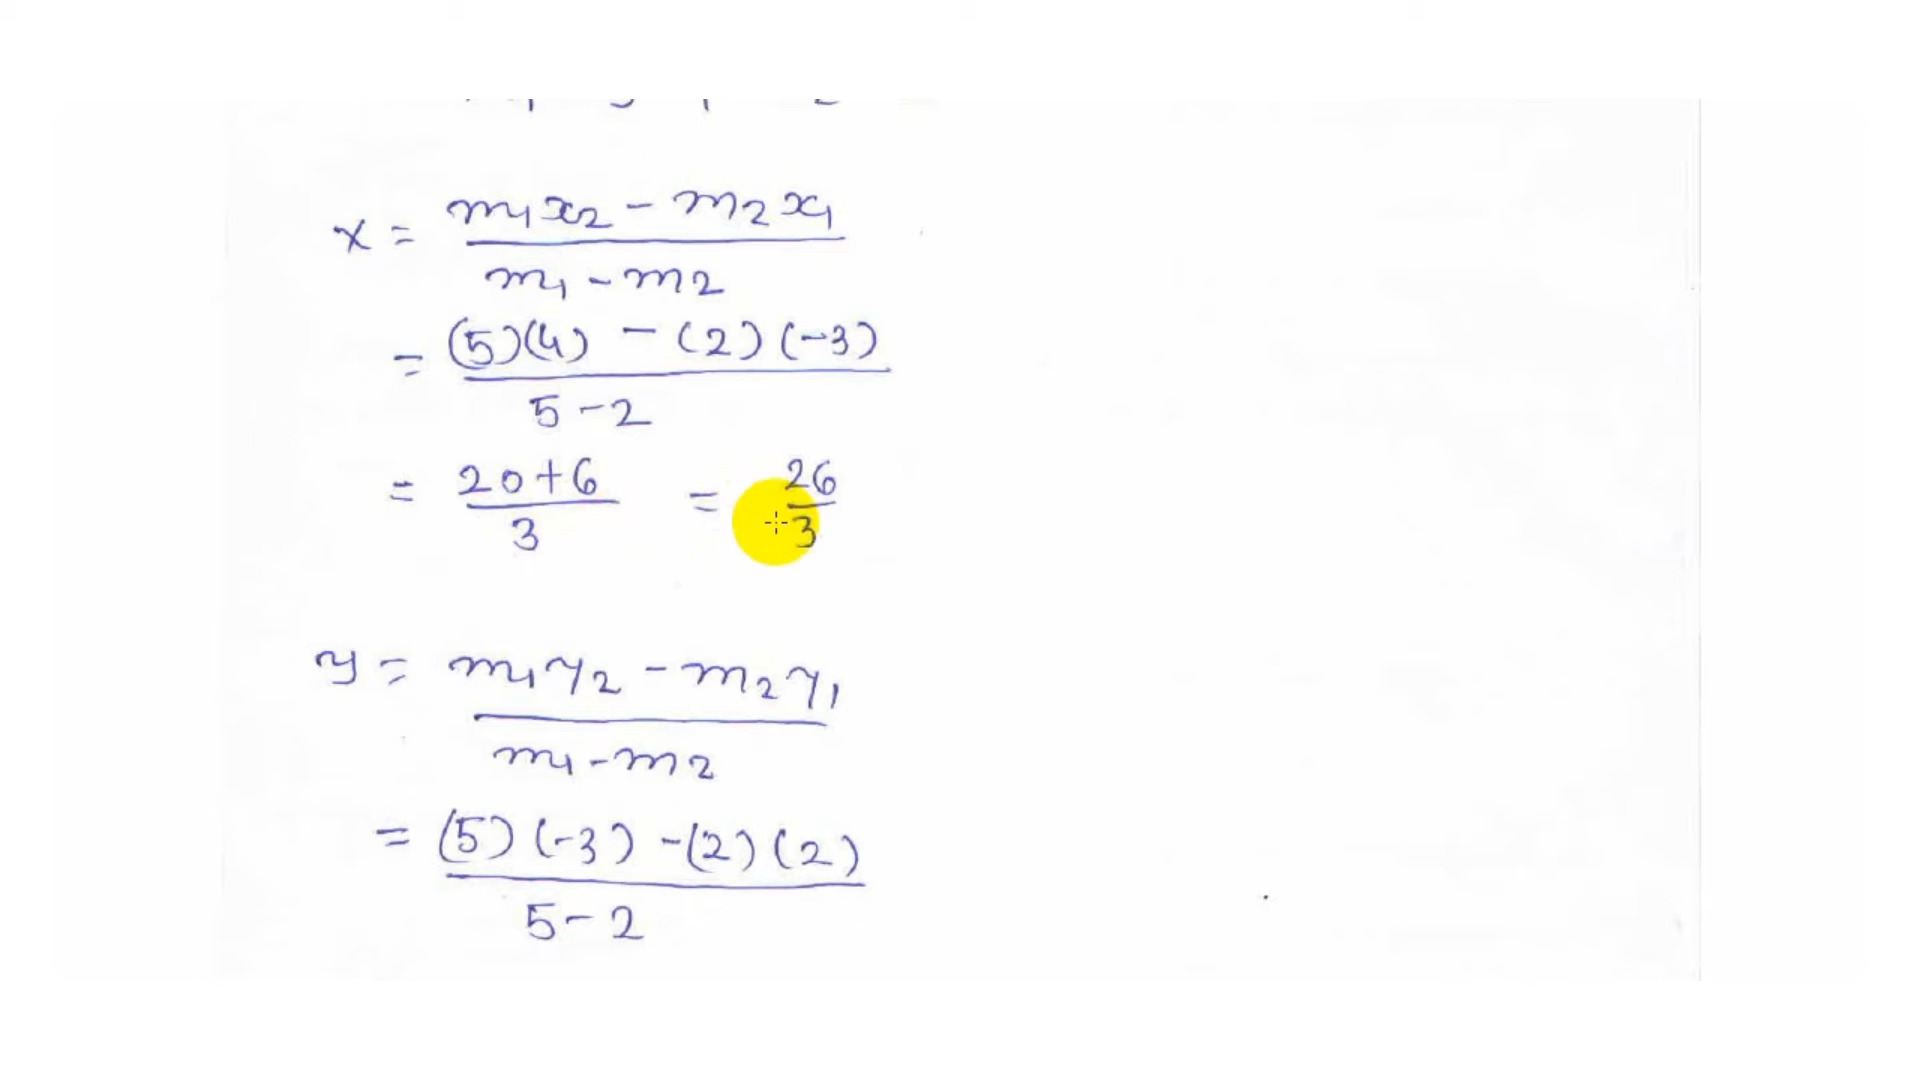 x = m1x2 - m2x1
m1 - m2
= (5)(4) - (2)(-3)
5 - 2
= 20+6 = 26
3 3
y = m1y2 - m2y1
m1 - m2
= (5)(-3) - (2)(2)
5 - 2